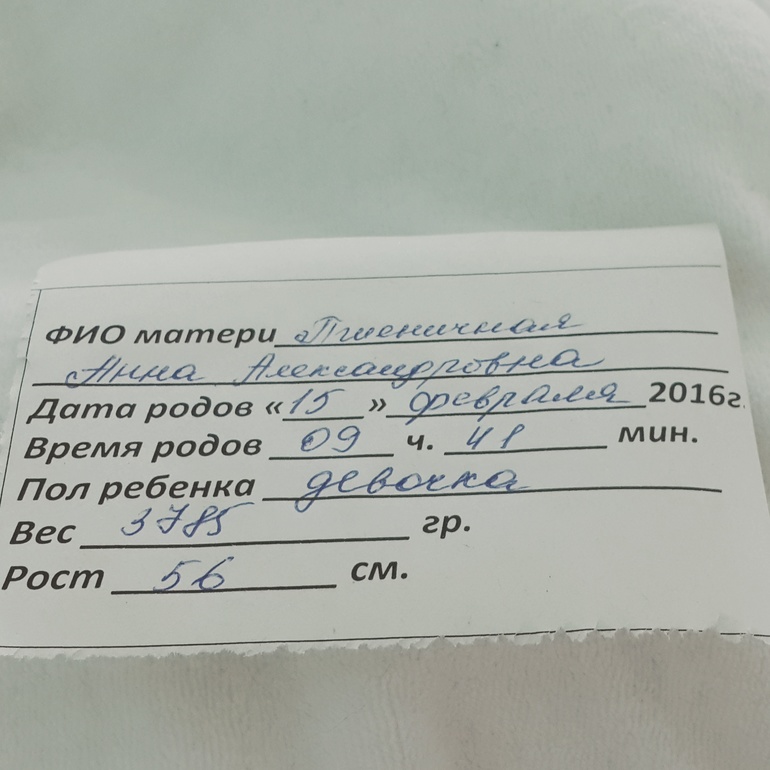 ФИО матери Пшеничная
Анна Александровна
Дата родов «15» февраля 2016г.
Время родов 09 ч. 41 мин.
Пол ребенка девочка
Вес 3785 гр.
Рост 56 см.